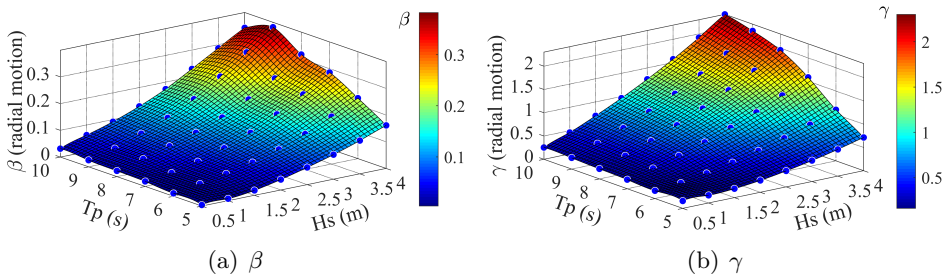 β
β (radial motion)
0.3
0.2
0.1
0
10
9
8
7
6
5
Tp (s)
0.5 1 1.5 2 2.5 3 3.5 4
Hs (m)
0.3
0.2
0.1
(a) β
γ
γ (radial motion)
2
1.5
1
0.5
0
10
9
8
7
6
5
Tp (s)
0.5 1 1.5 2 2.5 3 3.5 4
Hs (m)
2
1.5
1
0.5
(b) γ